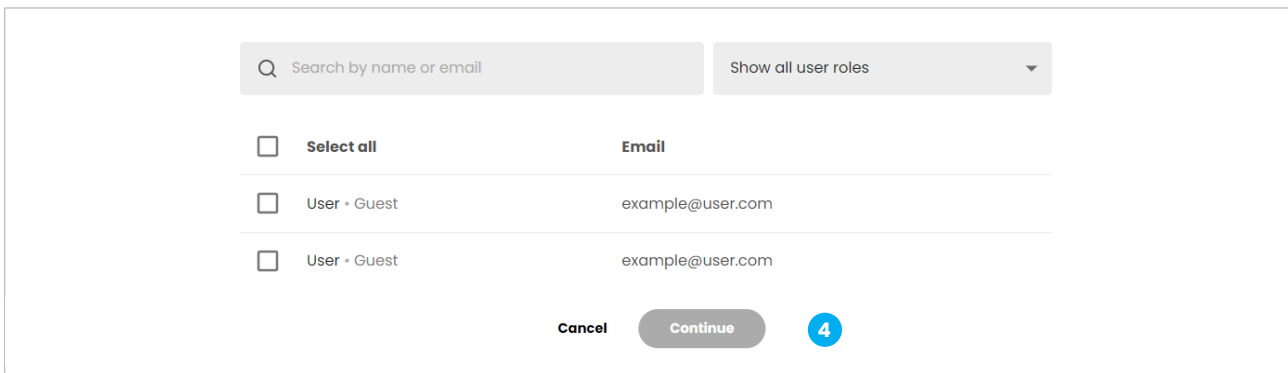 Search by name or email Show all user roles
Select all Email
User • Guest example@user.com
User • Guest example@user.com
Cancel Continue 4